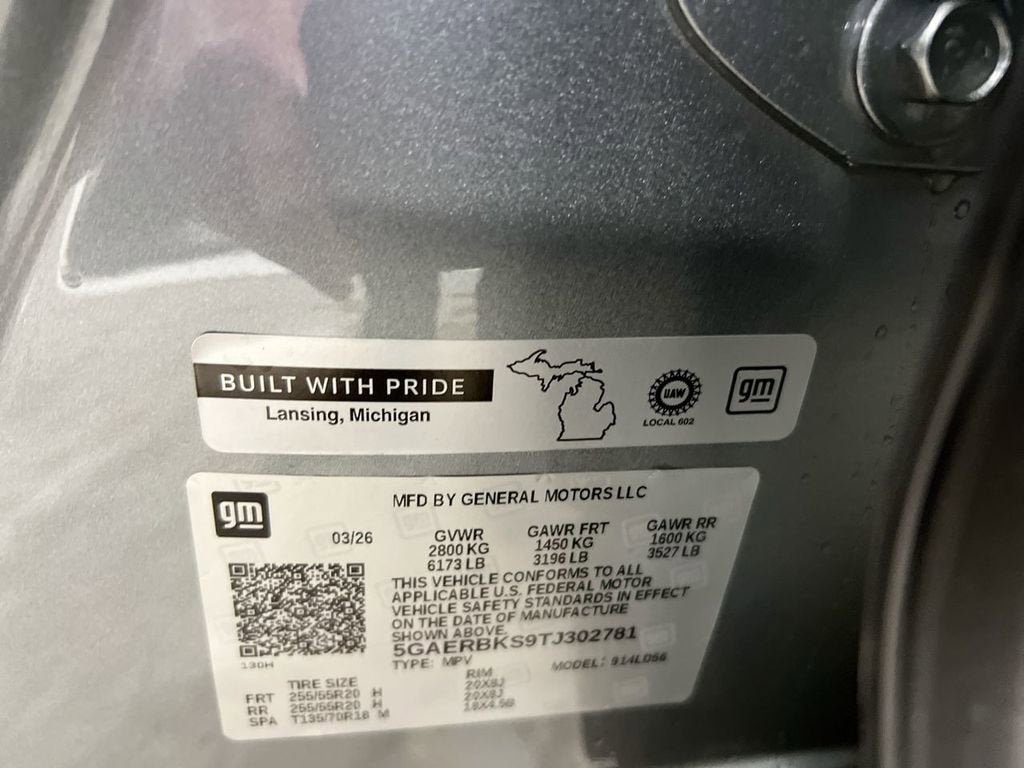 BUILT WITH PRIDE
Lansing, Michigan
UAW
LOCAL 602
gm
gm
MFD BY GENERAL MOTORS LLC
03/26 GVWR GAWR FRT GAWR RR
2800 KG 1450 KG 1600 KG
6173 LB 3196 LB 3527 LB
THIS VEHICLE CONFORMS TO ALL
APPLICABLE U.S. FEDERAL MOTOR
VEHICLE SAFETY STANDARDS IN EFFECT
ON THE DATE OF MANUFACTURE
SHOWN ABOVE.
5GAERBKS9TJ302781
130H
TYPE: MPV MODEL: 914LD56
TIRE SIZE RIM
FRT 255/55R20 H 20X8J
RR 255/55R20 H 20X8J
SPA T135/70R18 M 18X4.5B